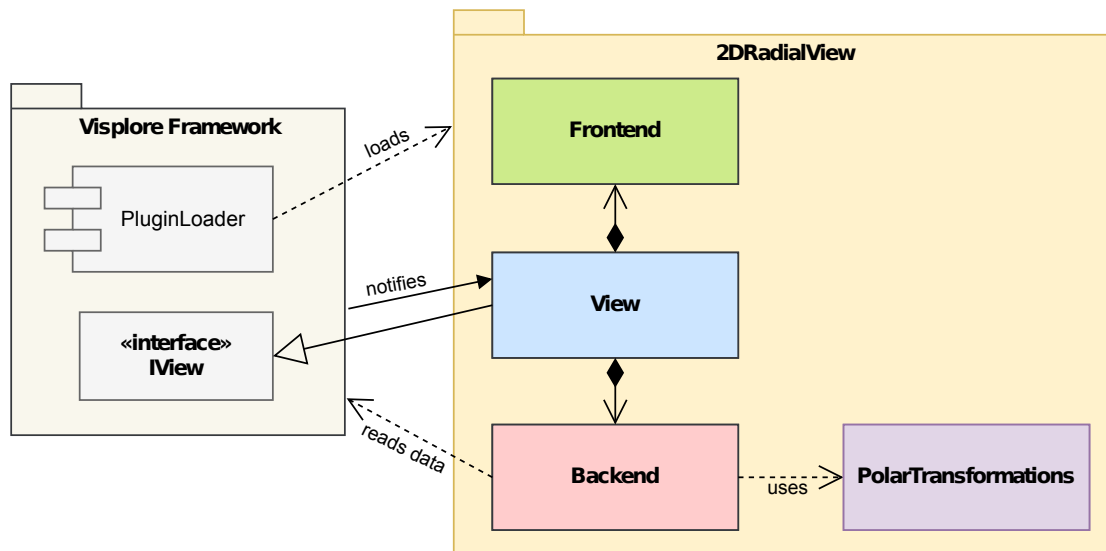 2DRadialView
Visplore Framework
Frontend
loads
PluginLoader
notifies
View
«interface»
IView
reads data
Backend
uses
PolarTransformations